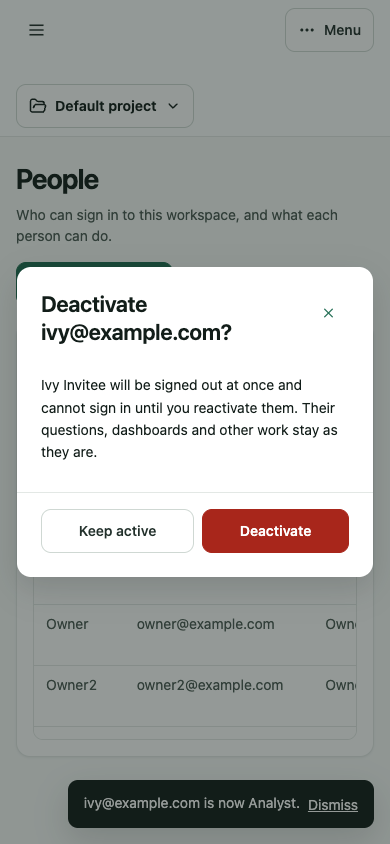 Menu
Default project
People
Who can sign in to this workspace, and what each
person can do.
Deactivate
ivy@example.com?
Ivy Invitee will be signed out at once and
cannot sign in until you reactivate them. Their
questions, dashboards and other work stay as
they are.
Keep active
Deactivate
Owner owner@example.com Own
Owner2 owner2@example.com Own
ivy@example.com is now Analyst. Dismiss